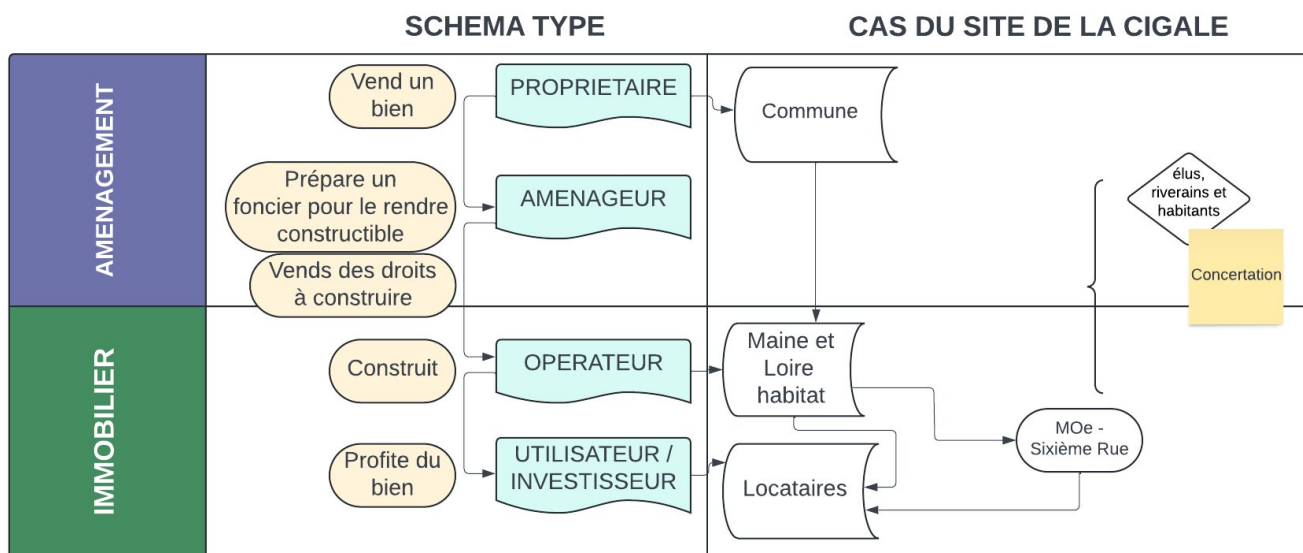 SCHEMA TYPE
CAS DU SITE DE LA CIGALE
AMENAGEMENT
Vend un
bien
PROPRIETAIRE
Commune
Prépare un
foncier pour le rendre
constructible
AMENAGEUR
élus,
riverains et
habitants
Vends des droits
à construire
Concertation
IMMOBILIER
Construit
OPERATEUR
Maine et
Loire
habitat
MOe -
Sixième Rue
Profite du
bien
UTILISATEUR /
INVESTISSEUR
Locataires